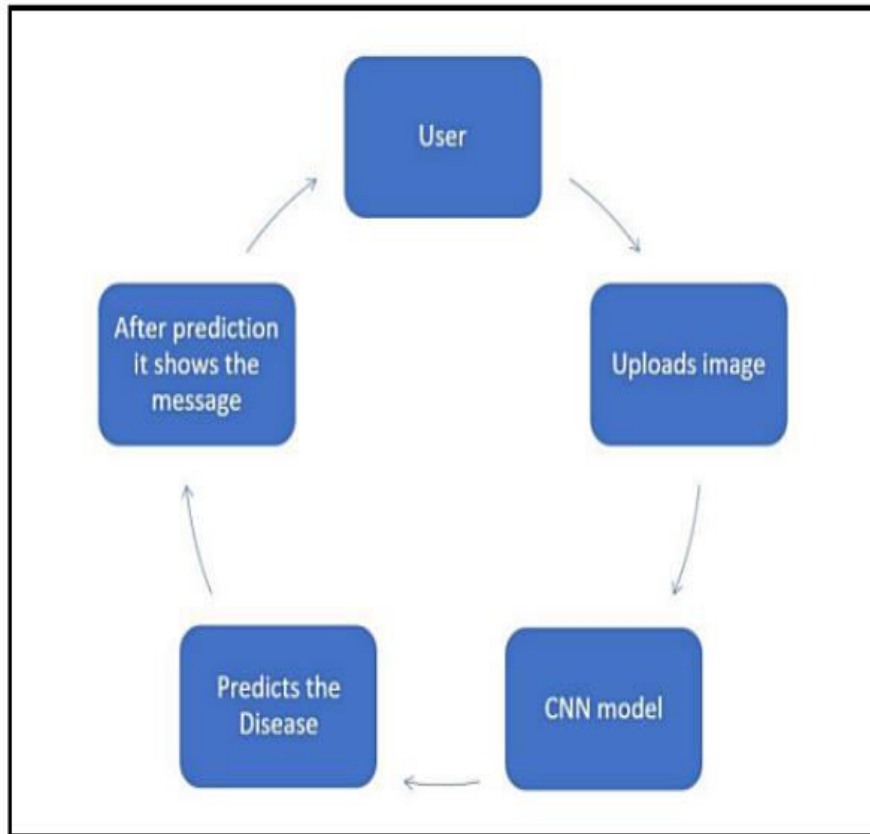 User
Uploads image
CNN model
Predicts the
Disease
After prediction
it shows the
message